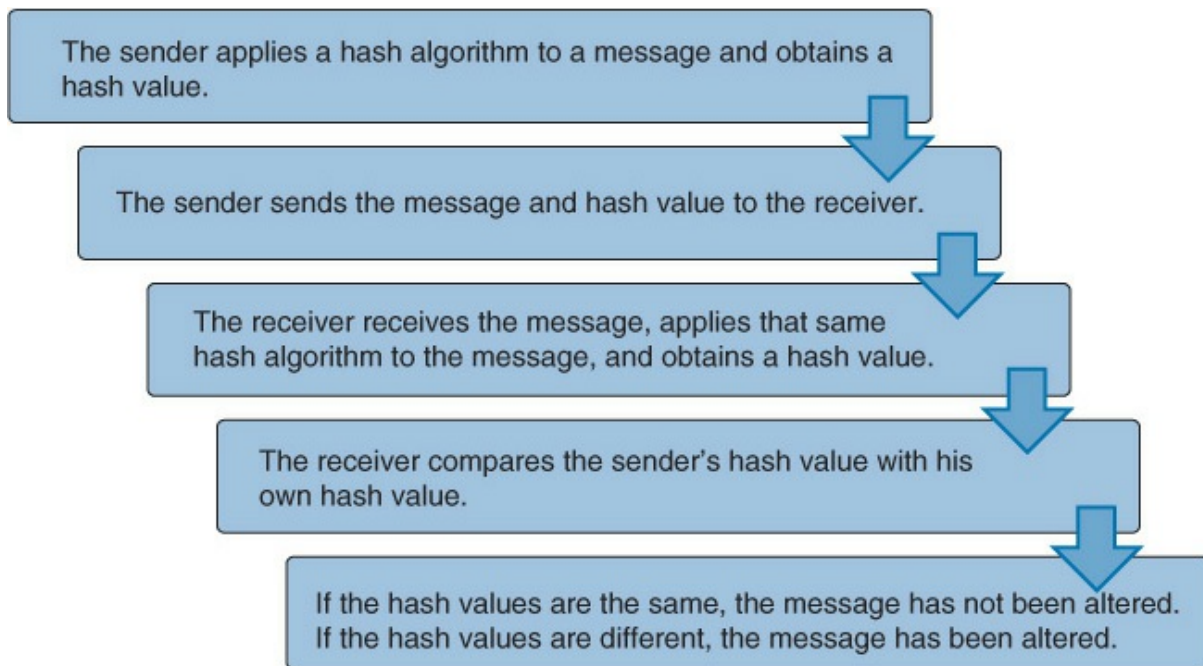 The sender applies a hash algorithm to a message and obtains a
hash value.
The sender sends the message and hash value to the receiver.
The receiver receives the message, applies that same
hash algorithm to the message, and obtains a hash value.
The receiver compares the sender’s hash value with his
own hash value.
If the hash values are the same, the message has not been altered.
If the hash values are different, the message has been altered.